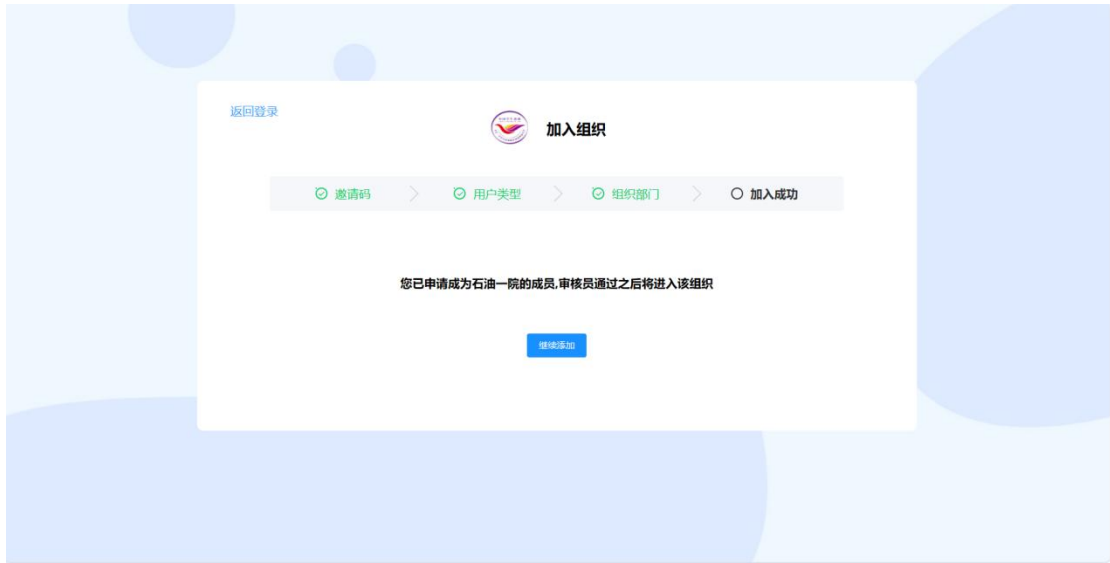 返回登录
加入组织
邀请码 用户类型 组织部门 加入成功
您已申请成为石油一院的成员,审核员通过之后将进入该组织
继续添加